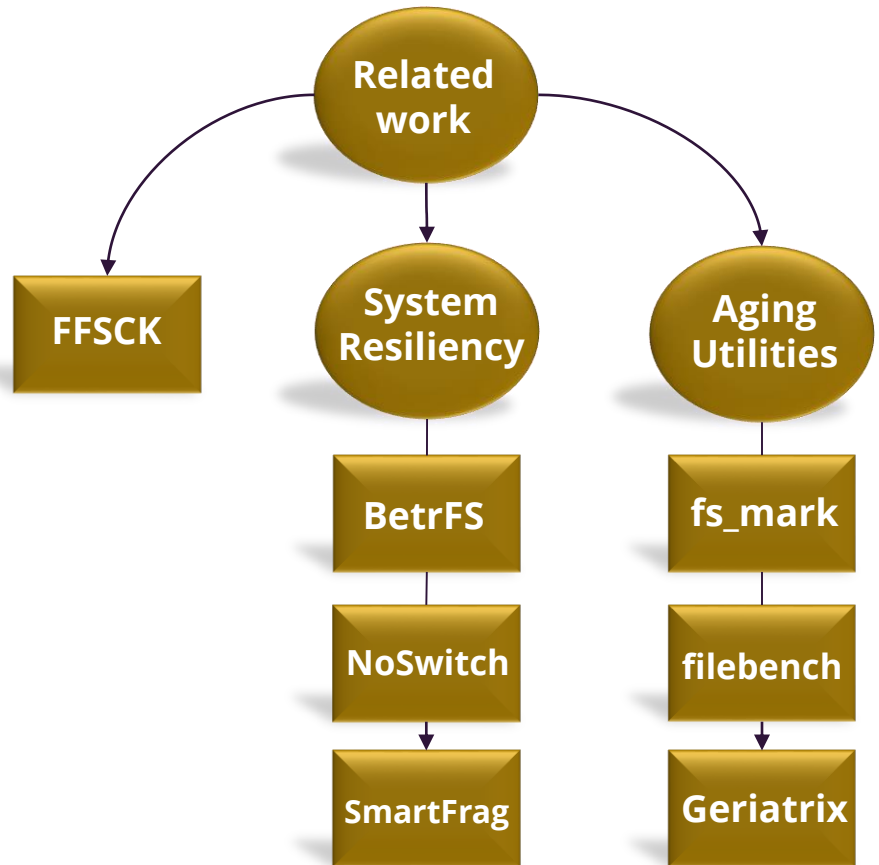 Related
work
FFSCK
System
Resiliency
Aging
Utilities
BetrFS
fs_mark
NoSwitch
filebench
SmartFrag
Geriatrix